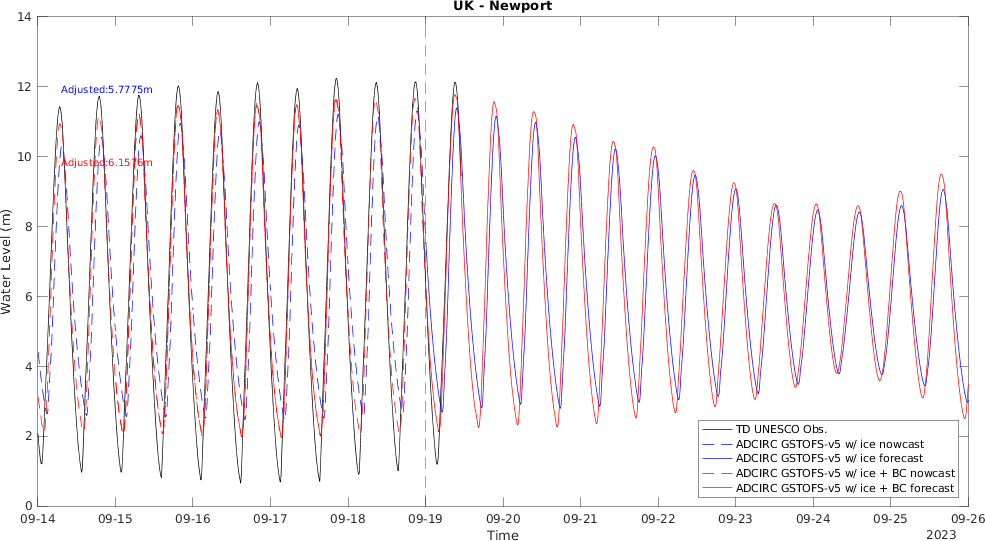 UK - Newport
14
12
10
8
6
4
2
0
Water Level (m)
Adjusted:5.7775m
Adjusted:6.1576m
TD UNESCO Obs.
ADCIRC GSTOFS-v5 w/ ice nowcast
ADCIRC GSTOFS-v5 w/ ice forecast
ADCIRC GSTOFS-v5 w/ ice + BC nowcast
ADCIRC GSTOFS-v5 w/ ice + BC forecast
09-14 09-15 09-16 09-17 09-18 09-19 09-20 09-21 09-22 09-23 09-24 09-25 09-26
Time
2023